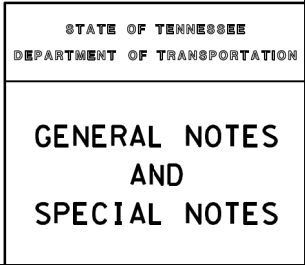 STATE OF TENNESSEE
DEPARTMENT OF TRANSPORTATION
GENERAL NOTES
AND
SPECIAL NOTES